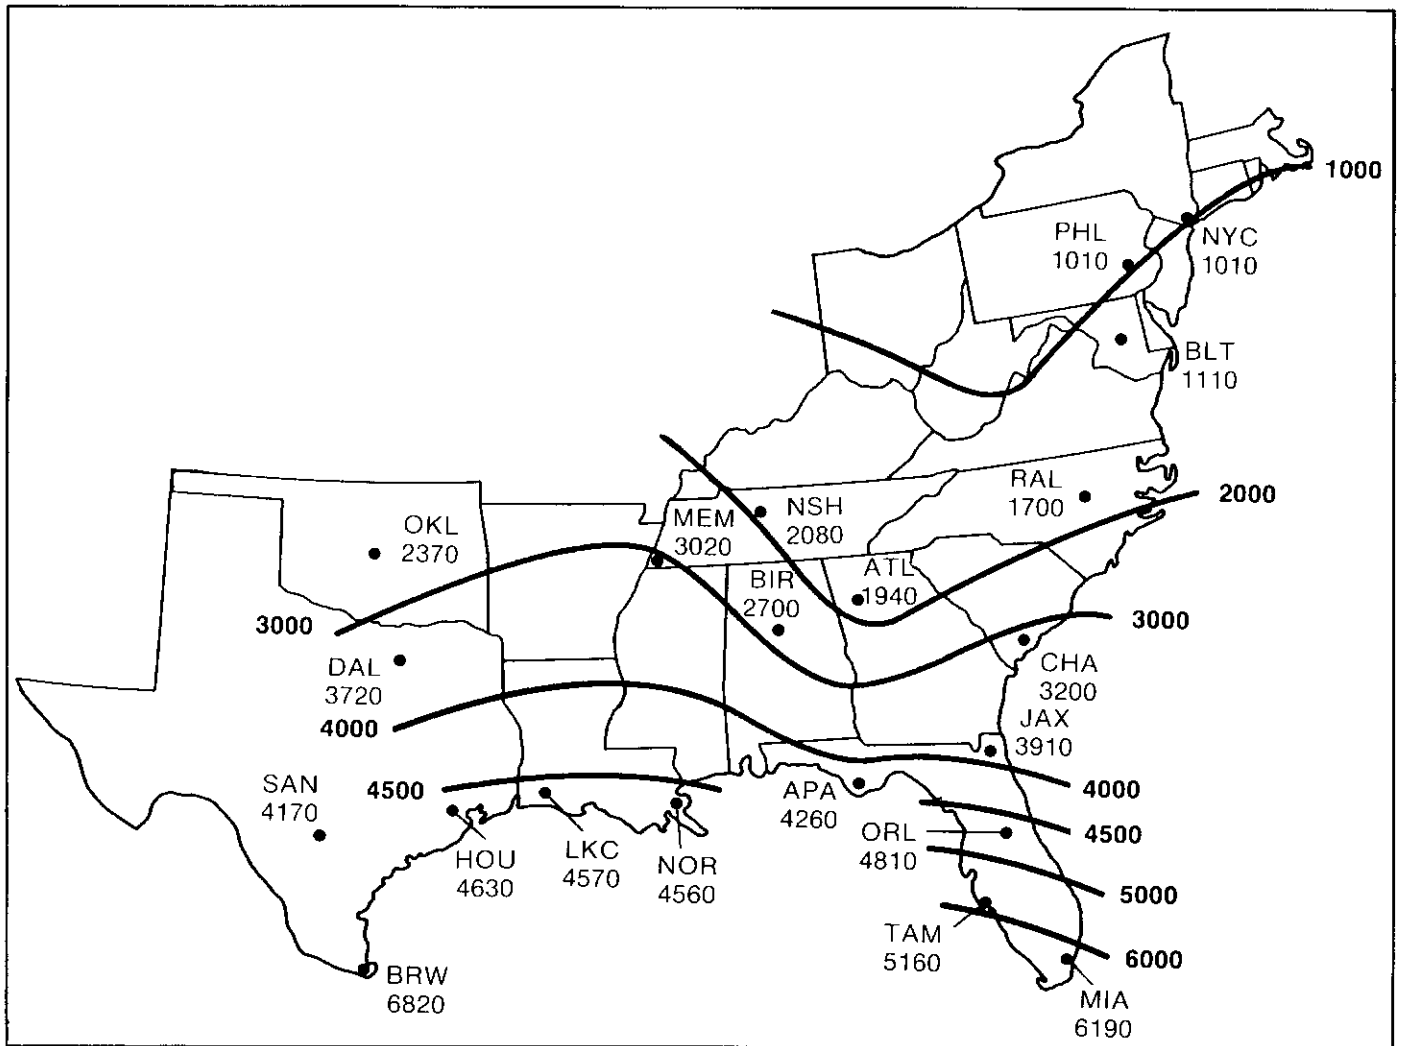 1000
PHL
1010
NYC
1010
BLT
1110
RAL
1700
2000
NSH
2080
MEM
3020
OKL
2370
ATL
1940
BIR
2700
3000
3000
DAL
3720
CHA
3200
JAX
3910
4000
4000
SAN
4170
4500
APA
4260
4500
ORL
4810
HOU
4630
LKC
4570
NOR
4560
5000
TAM
5160
6000
BRW
6820
MIA
6190